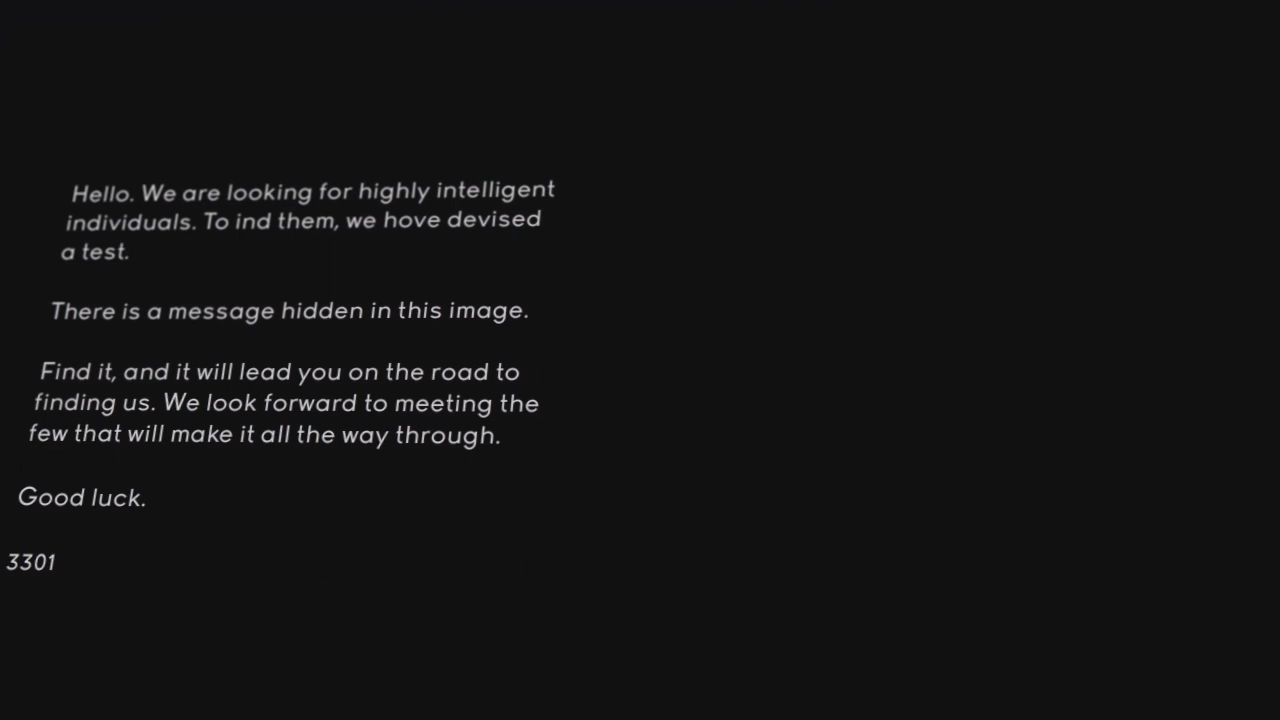 Hello. We are looking for highly intelligent
individuals. To ind them, we hove devised
a test.
There is a message hidden in this image.
Find it, and it will lead you on the road to
finding us. We look forward to meeting the
few that will make it all the way through.
Good luck.
3301